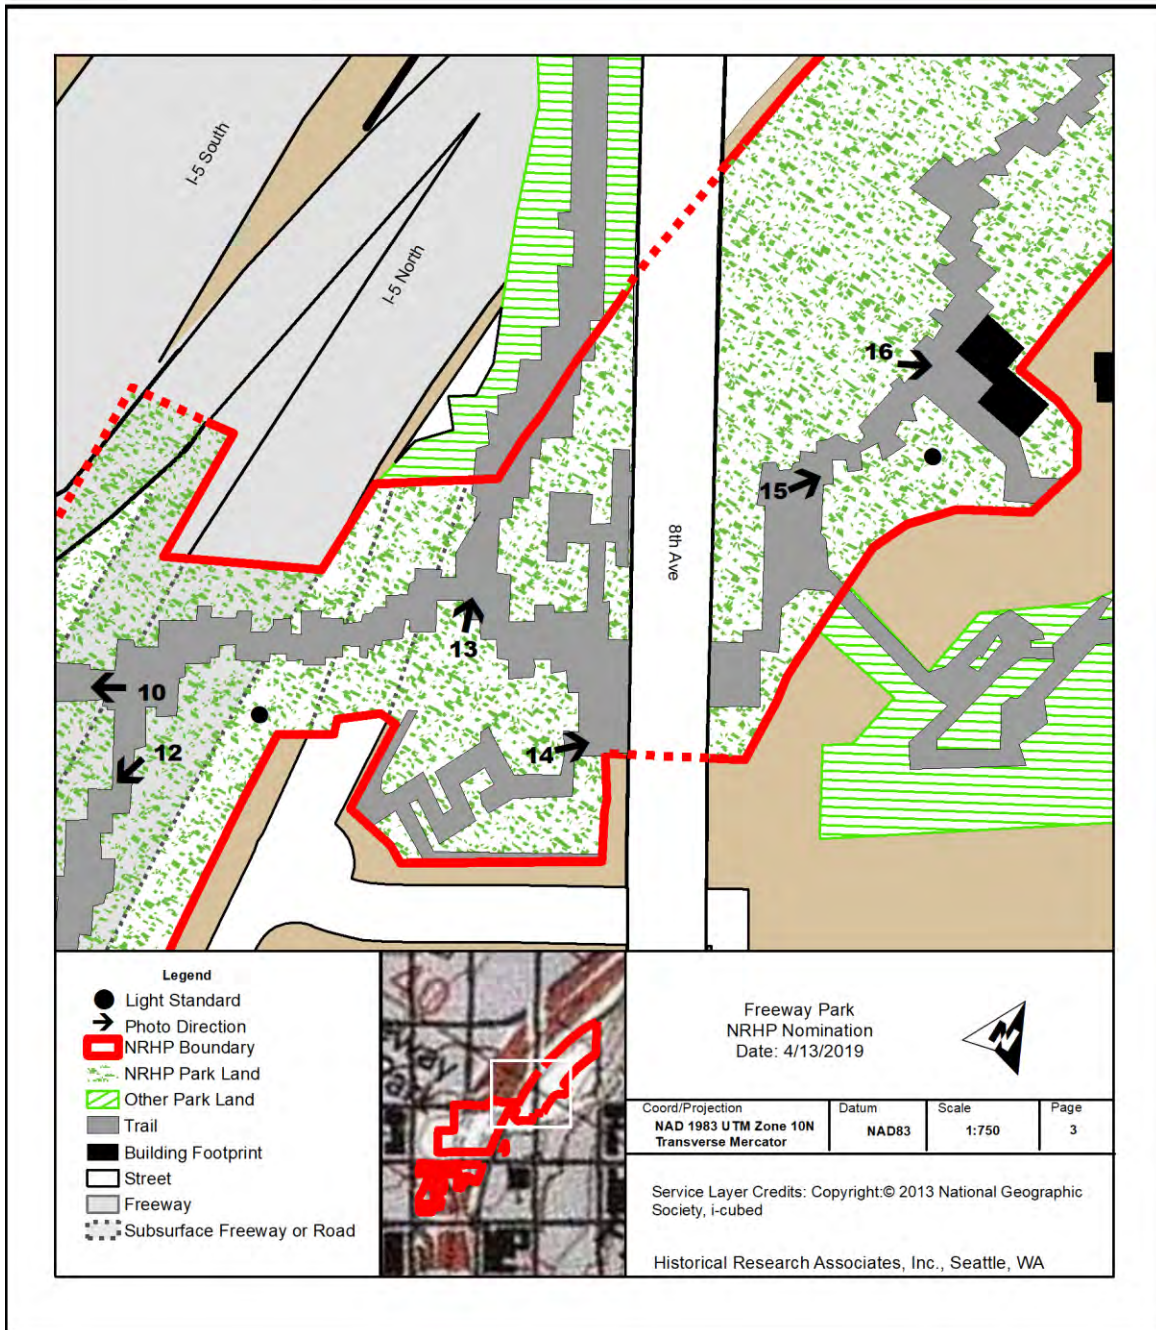 I-5 South
I-5 North
8th Ave
16
15
13
10
14
12
Legend
Light Standard
Photo Direction
NRHP Boundary
NRHP Park Land
Other Park Land
Trail
Building Footprint
Street
Freeway
Subsurface Freeway or Road
Freeway Park
NRHP Nomination
Date: 4/13/2019
N
Coord/Projection
NAD 1983 UTM Zone 10N
Transverse Mercator
Datum
NAD83
Scale
1:750
Page
3
Service Layer Credits: Copyright:© 2013 National Geographic
Society, i-cubed
Historical Research Associates, Inc., Seattle, WA